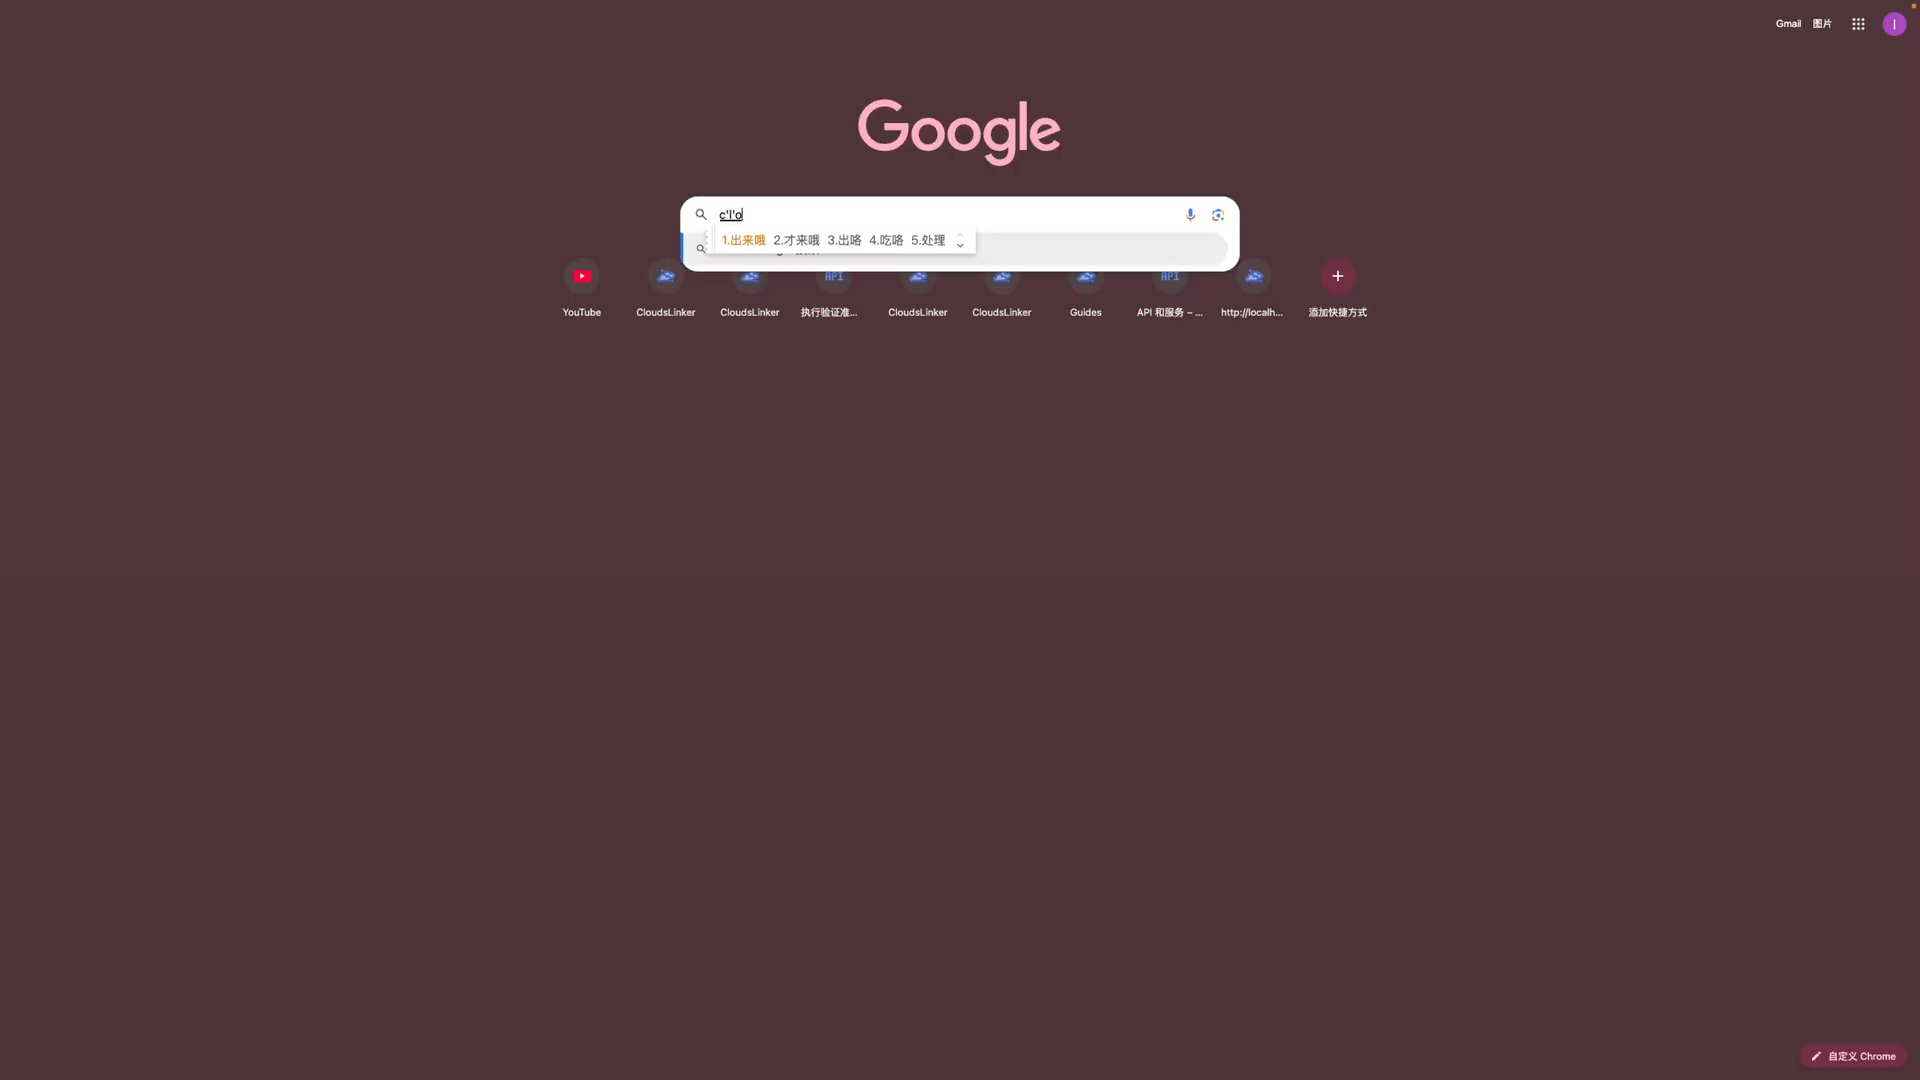 Gmail 图片 I
Google
c'l'o
1.出来哦 2.才来哦 3.出咯 4.吃咯 5.处理
API API
YouTube CloudsLinker CloudsLinker 执行验证准... CloudsLinker CloudsLinker Guides API 和服务 – ... http://localh... 添加快捷方式
自定义 Chrome